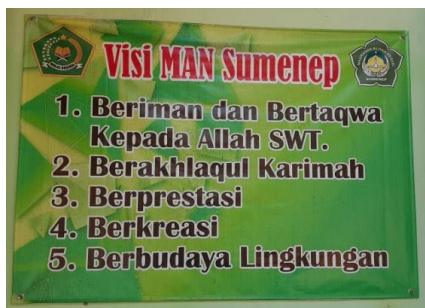 Visi MAN Sumenep
1. Beriman dan Bertaqwa
Kepada Allah SWT.
2. Berakhlaqul Karimah
3. Berprestasi
4. Berkreasi
5. Berbudaya Lingkungan